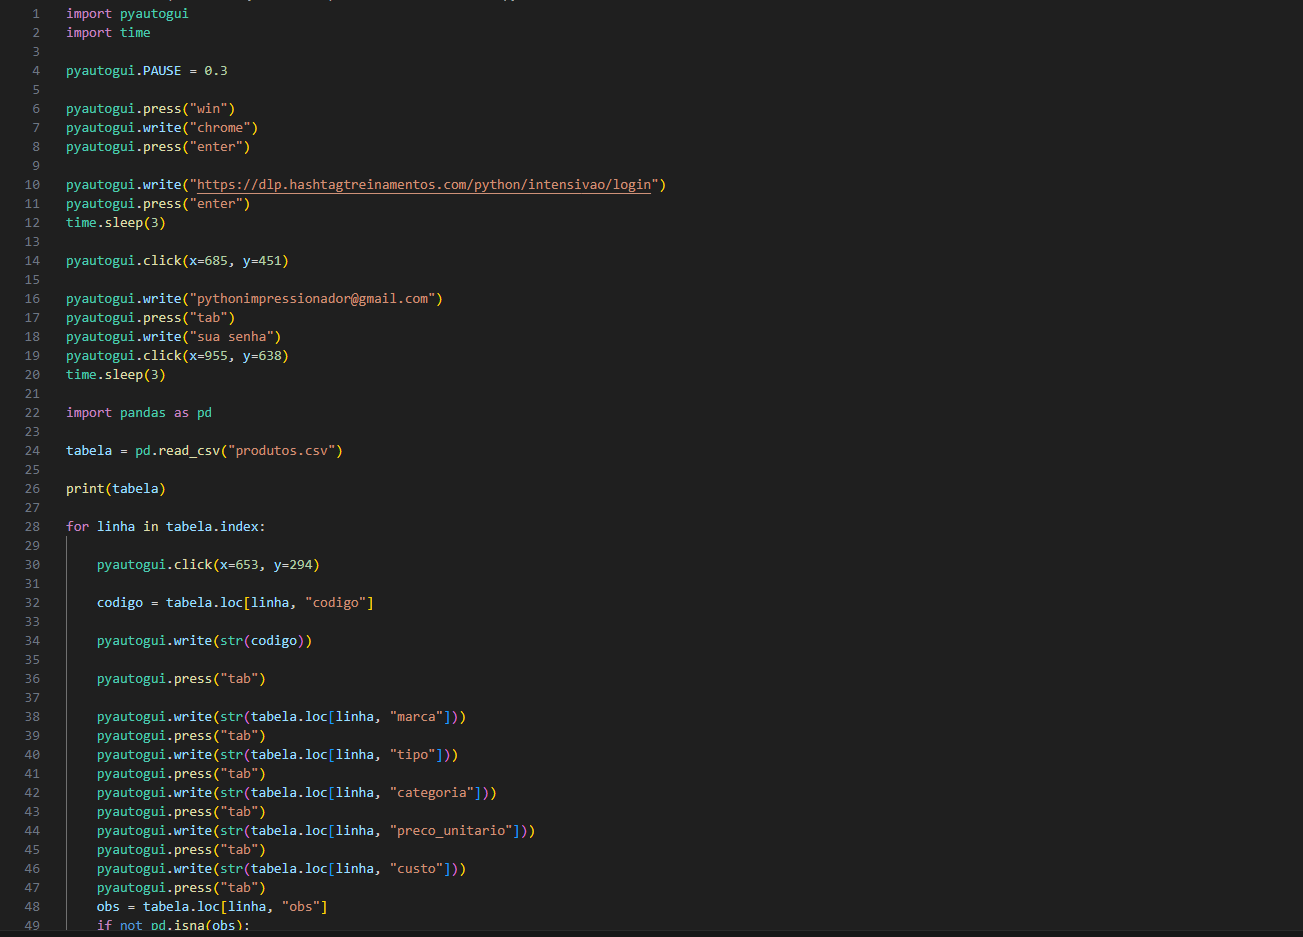 1 import pyautogui
2 import time
3
4 pyautogui.PAUSE = 0.3
5
6 pyautogui.press("win")
7 pyautogui.write("chrome")
8 pyautogui.press("enter")
9
10 pyautogui.write("https://dlp.hashtagtreinamentos.com/python/intensivao/login")
11 pyautogui.press("enter")
12 time.sleep(3)
13
14 pyautogui.click(x=685, y=451)
15
16 pyautogui.write("pythonimpressionador@gmail.com")
17 pyautogui.press("tab")
18 pyautogui.write("sua senha")
19 pyautogui.click(x=955, y=638)
20 time.sleep(3)
21
22 import pandas as pd
23
24 tabela = pd.read_csv("produtos.csv")
25
26 print(tabela)
27
28 for linha in tabela.index:
29
30     pyautogui.click(x=653, y=294)
31
32     codigo = tabela.loc[linha, "codigo"]
33
34     pyautogui.write(str(codigo))
35
36     pyautogui.press("tab")
37
38     pyautogui.write(str(tabela.loc[linha, "marca"]))
39     pyautogui.press("tab")
40     pyautogui.write(str(tabela.loc[linha, "tipo"]))
41     pyautogui.press("tab")
42     pyautogui.write(str(tabela.loc[linha, "categoria"]))
43     pyautogui.press("tab")
44     pyautogui.write(str(tabela.loc[linha, "preco_unitario"]))
45     pyautogui.press("tab")
46     pyautogui.write(str(tabela.loc[linha, "custo"]))
47     pyautogui.press("tab")
48     obs = tabela.loc[linha, "obs"]
49     if not pd.isna(obs):